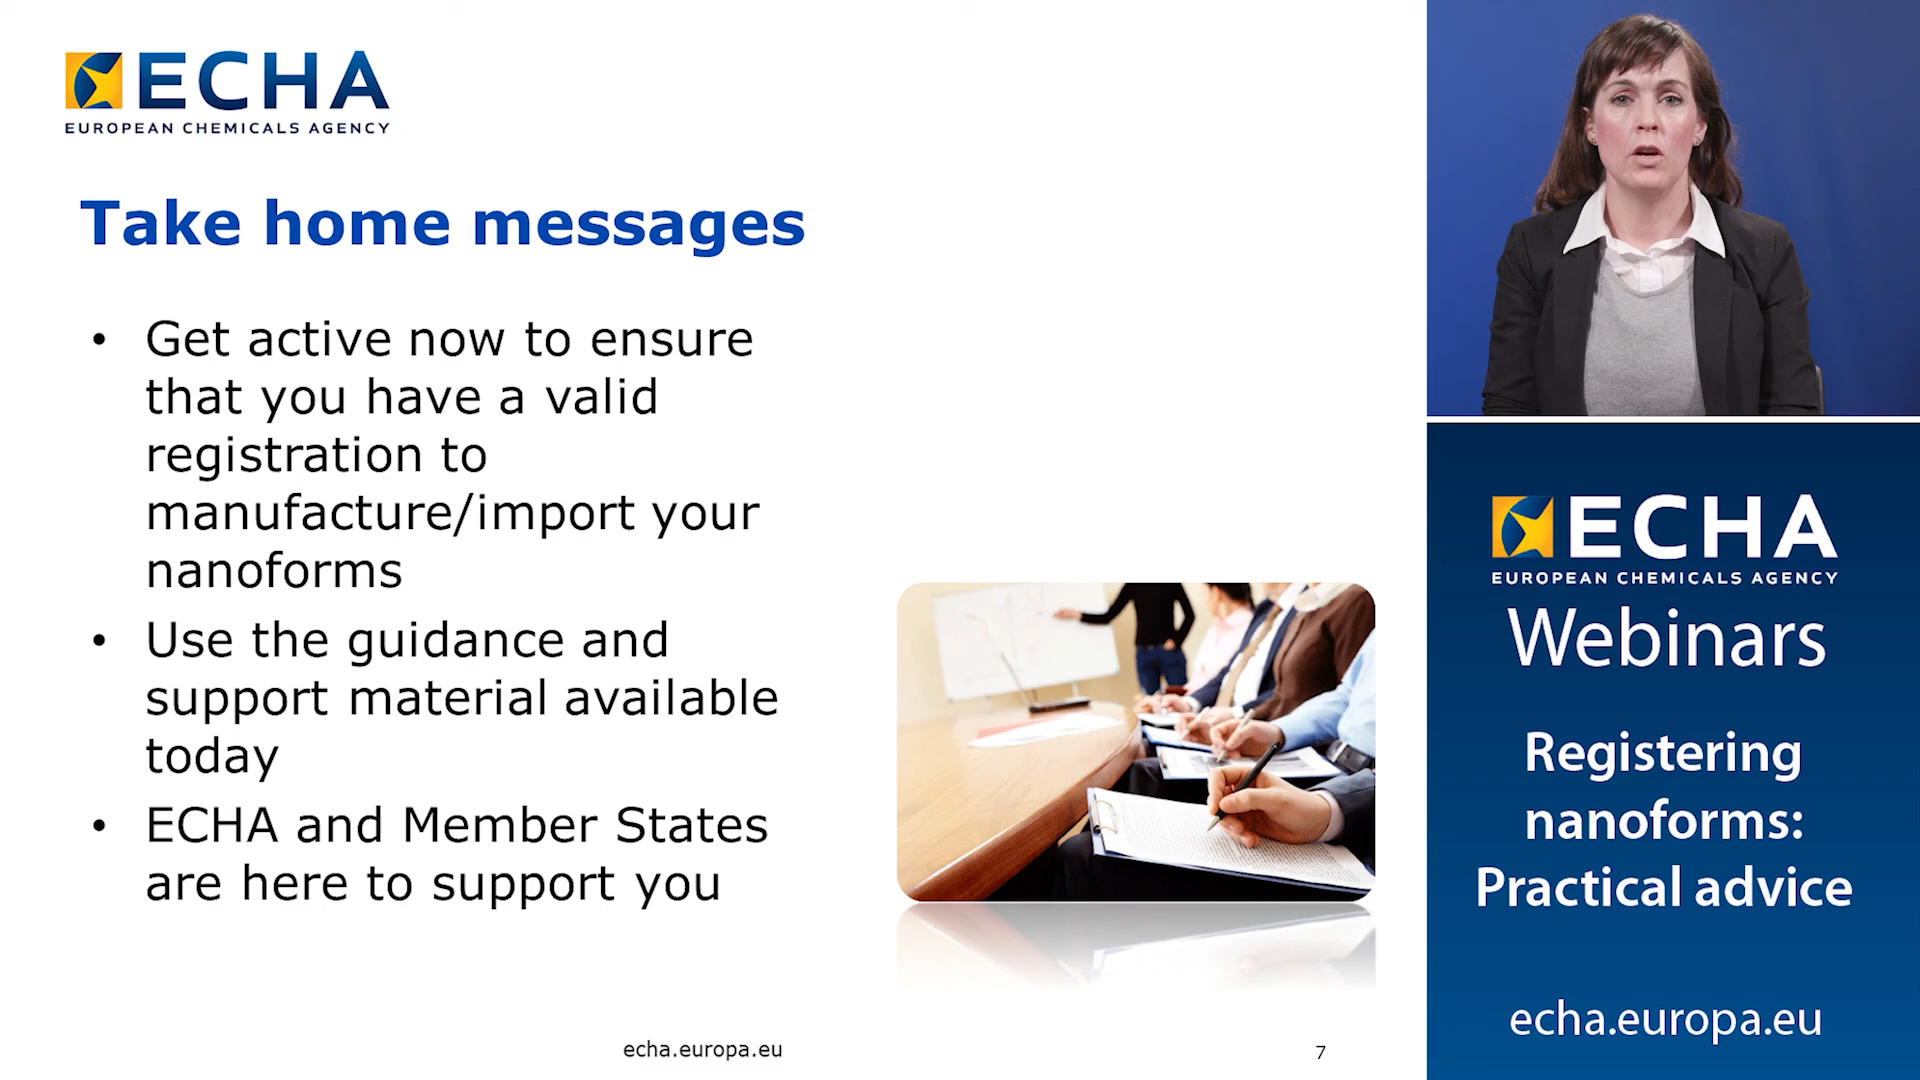 ECHA
EUROPEAN CHEMICALS AGENCY
Take home messages
• Get active now to ensure
that you have a valid
registration to
manufacture/import your
nanoforms
• Use the guidance and
support material available
today
• ECHA and Member States
are here to support you
echa.europa.eu
7
ECHA
EUROPEAN CHEMICALS AGENCY
Webinars
Registering
nanoforms:
Practical advice
echa.europa.eu